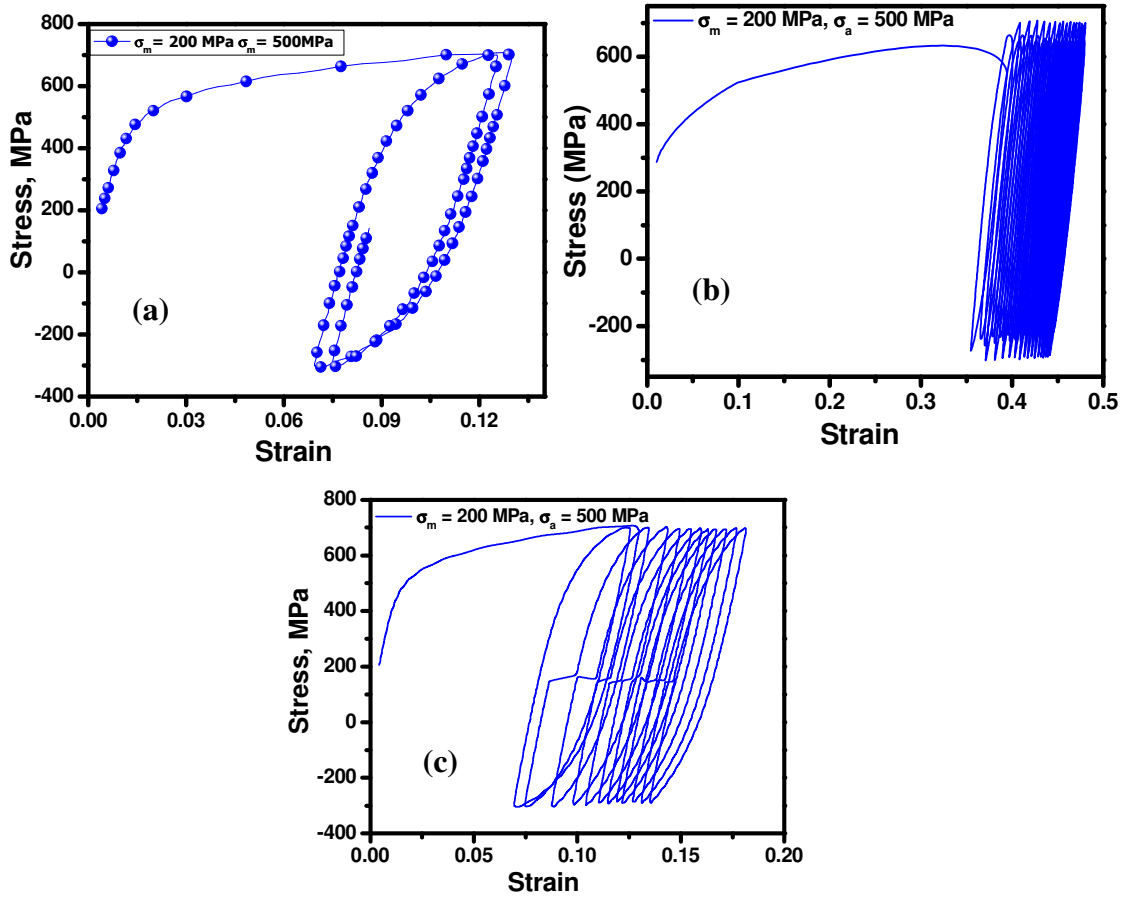 σm = 200 MPa σm = 500MPa
800
600
400
200
0
-200
-400
0.00 0.03 0.06 0.09 0.12
Stress, MPa
Strain
(a)
σm = 200 MPa, σa = 500 MPa
600
400
200
0
-200
0.0 0.1 0.2 0.3 0.4 0.5
Stress (MPa)
Strain
(b)
σm = 200 MPa, σa = 500 MPa
800
600
400
200
0
-200
-400
0.00 0.05 0.10 0.15 0.20
Stress, MPa
Strain
(c)